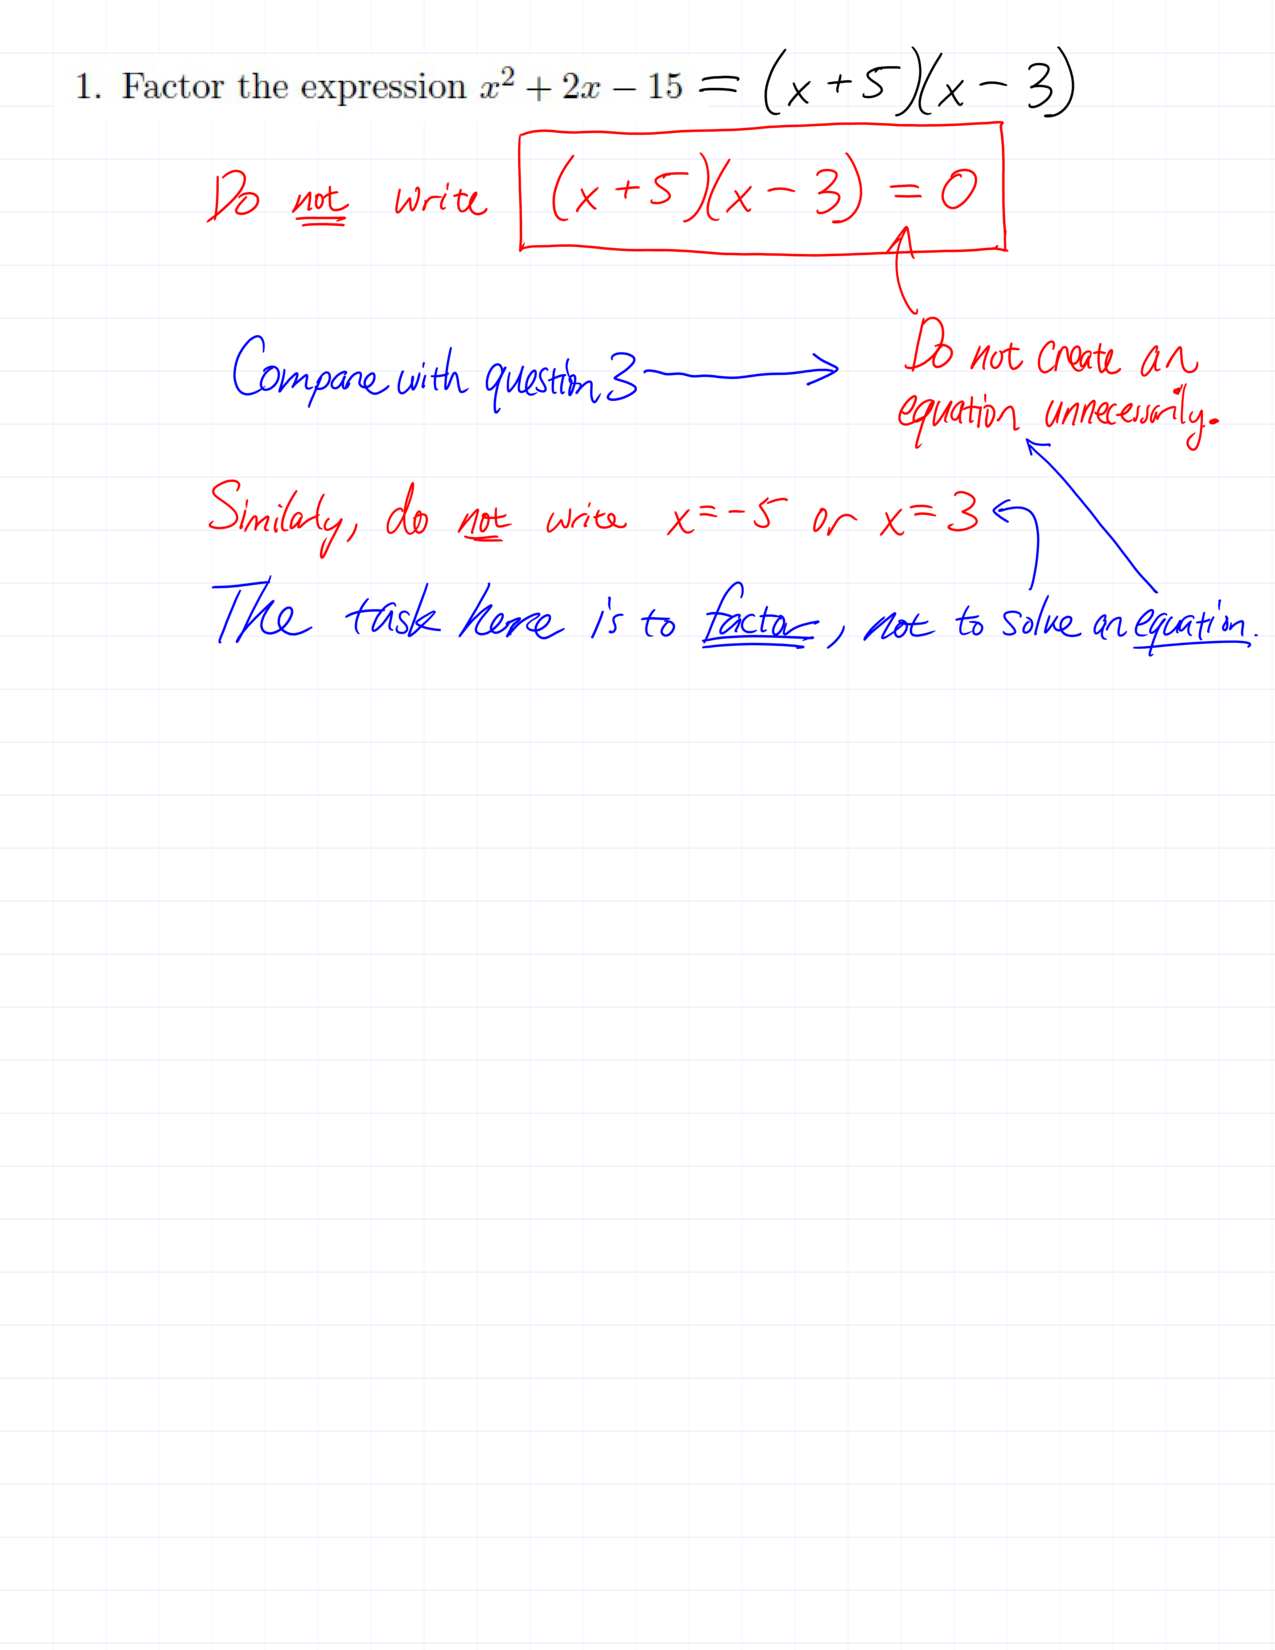 1. Factor the expression x² + 2x − 15 = (x+5)(x−3)
Do not write (x+5)(x−3) = 0
Compare with question 3
Do not create an
equation unnecessarily.
Similarly, do not write x=-5 or x=3
The task here is to factor, not to solve an equation.